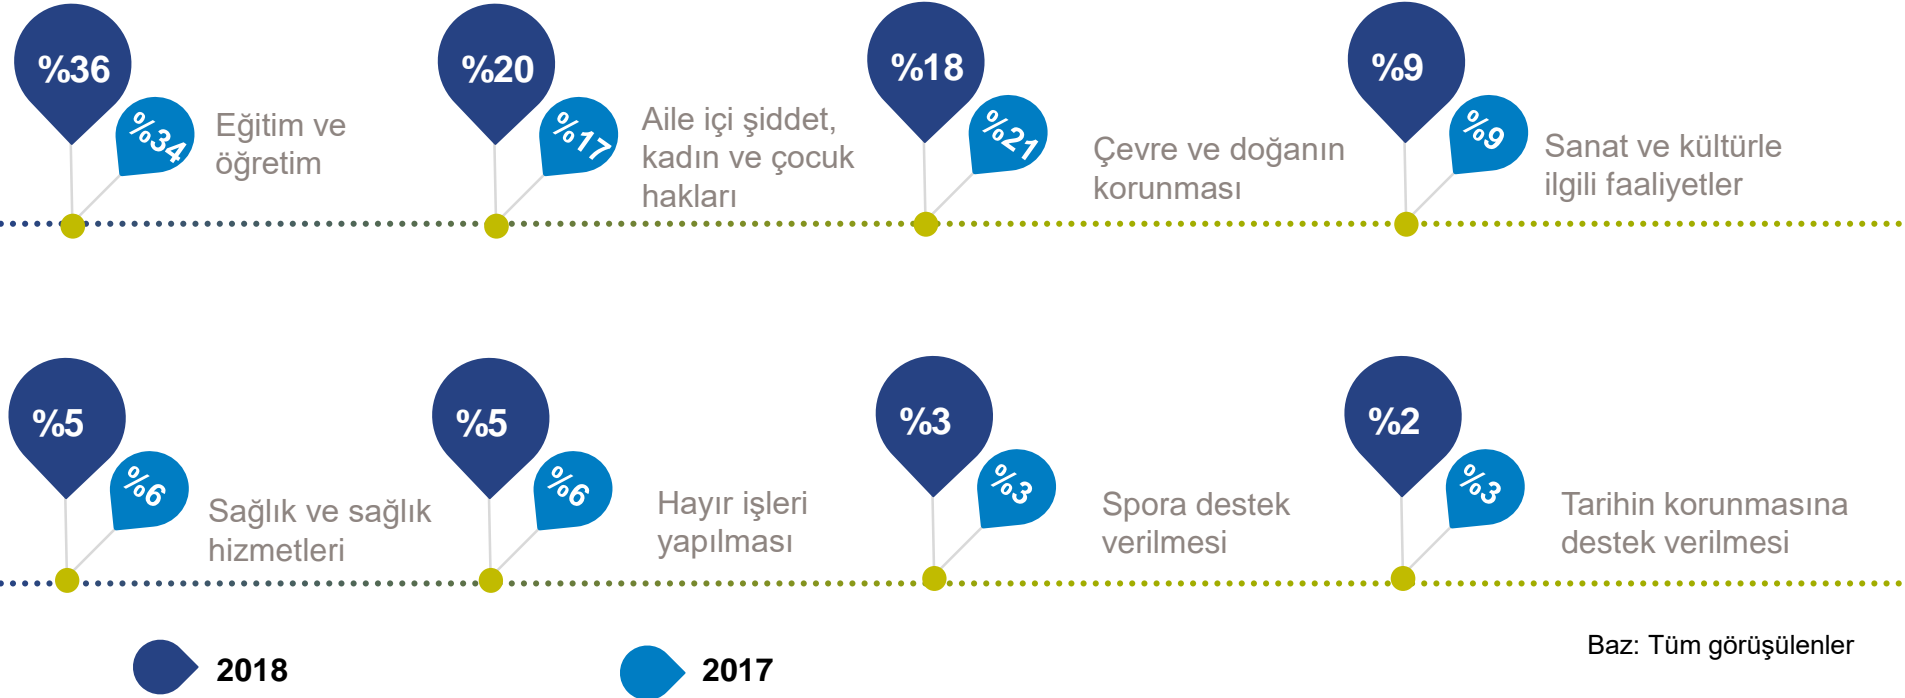 %36
%34
Eğitim ve
öğretim
%20
%17
Aile içi şiddet,
kadın ve çocuk
hakları
%18
%21
Çevre ve doğanın
korunması
%9
%9
Sanat ve kültürle
ilgili faaliyetler
%5
%6
Sağlık ve sağlık
hizmetleri
%5
%6
Hayır işleri
yapılması
%3
%3
Spora destek
verilmesi
%2
%3
Tarihin korunmasına
destek verilmesi
2018
2017
Baz: Tüm görüşülenler